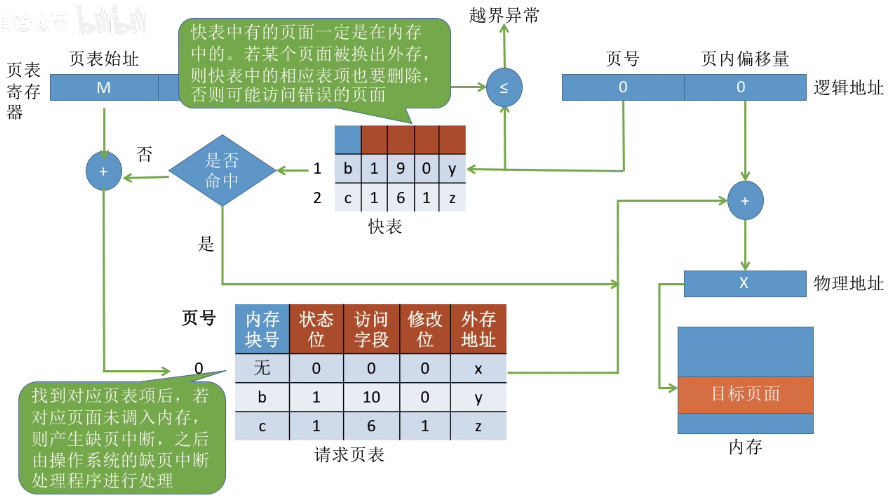 快表中有的页面一定是在内存
中的。若某个页面被换出外存，
则快表中的相应表项也要删除，
否则可能访问错误的页面
越界异常
页表始址
页号 页内偏移量
页表
寄存
器
M
≤
0 0
逻辑地址
+
否
是否
命中
1 b 1 9 0 y
2 c 1 6 1 z
快表
+
是
X
物理地址
页号
内存
块号 状态
位 访问
字段 修改
位 外存
地址
0 无 0 0 0 x
b 1 10 0 y
c 1 6 1 z
请求页表
找到对应页表项后，若
对应页面未调入内存，
则产生缺页中断，之后
由操作系统的缺页中断
处理程序进行处理
目标页面
内存